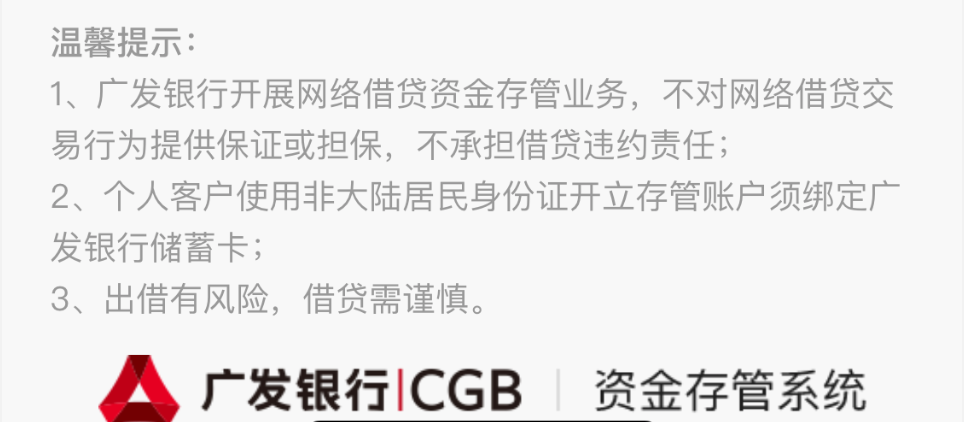 温馨提示：
1、广发银行开展网络借贷资金存管业务，不对网络借贷交
易行为提供保证或担保，不承担借贷违约责任；
2、个人客户使用非大陆居民身份证开立存管账户须绑定广
发银行储蓄卡；
3、出借有风险，借贷需谨慎。
广发银行|CGB | 资金存管系统